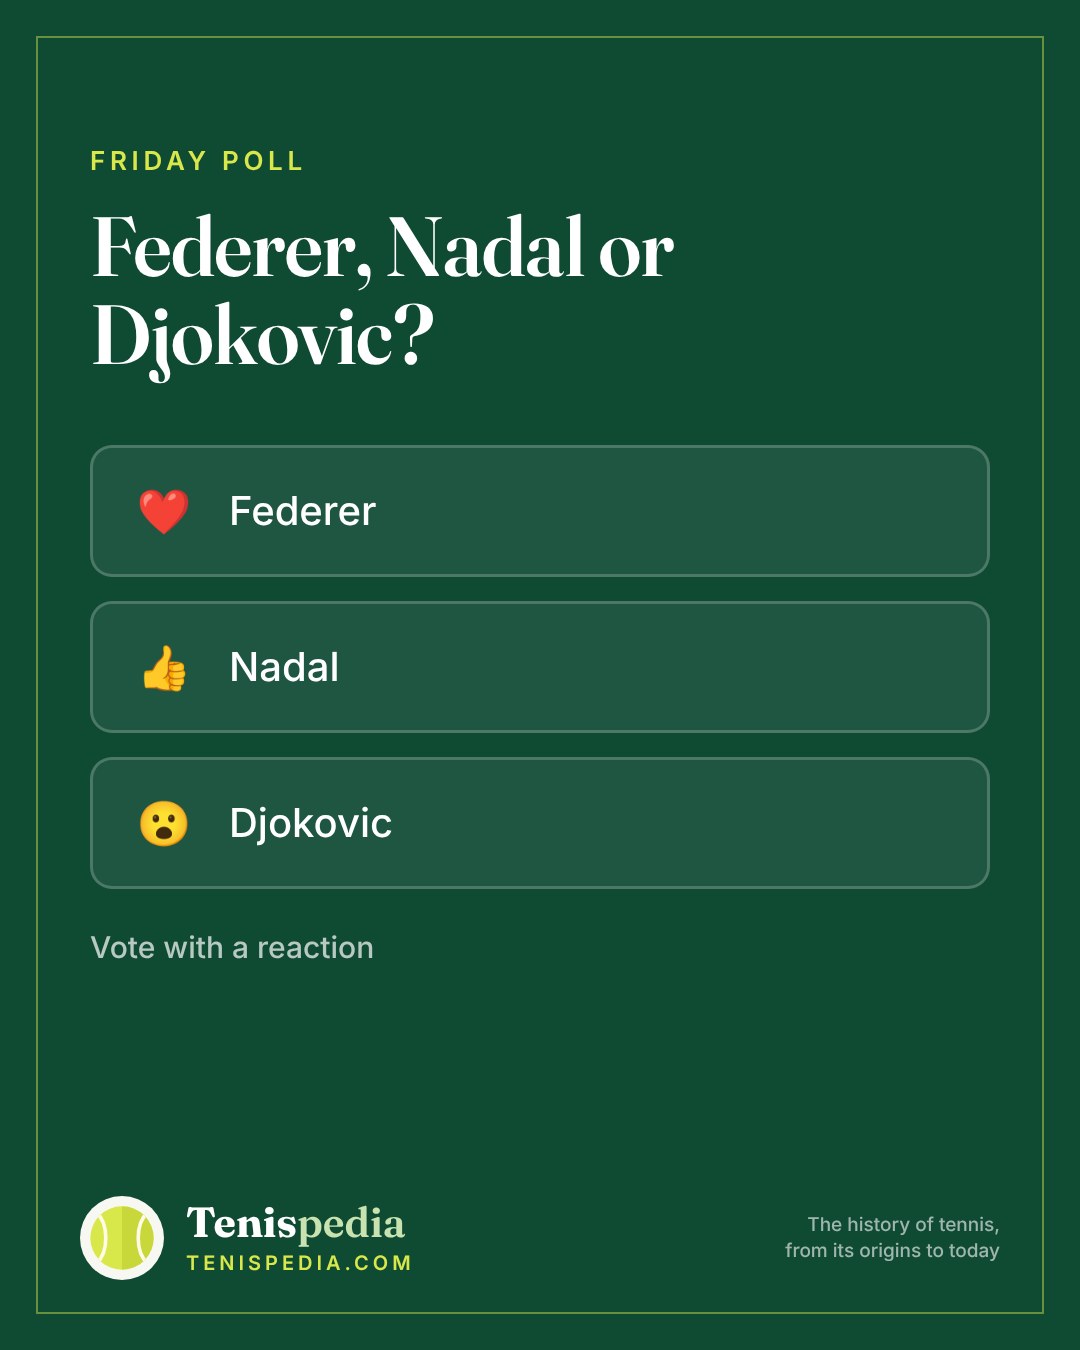 FRIDAY POLL
Federer, Nadal or
Djokovic?
❤️ Federer
👍 Nadal
😮 Djokovic
Vote with a reaction
Tenispedia
TENISPEDIA.COM
The history of tennis,
from its origins to today